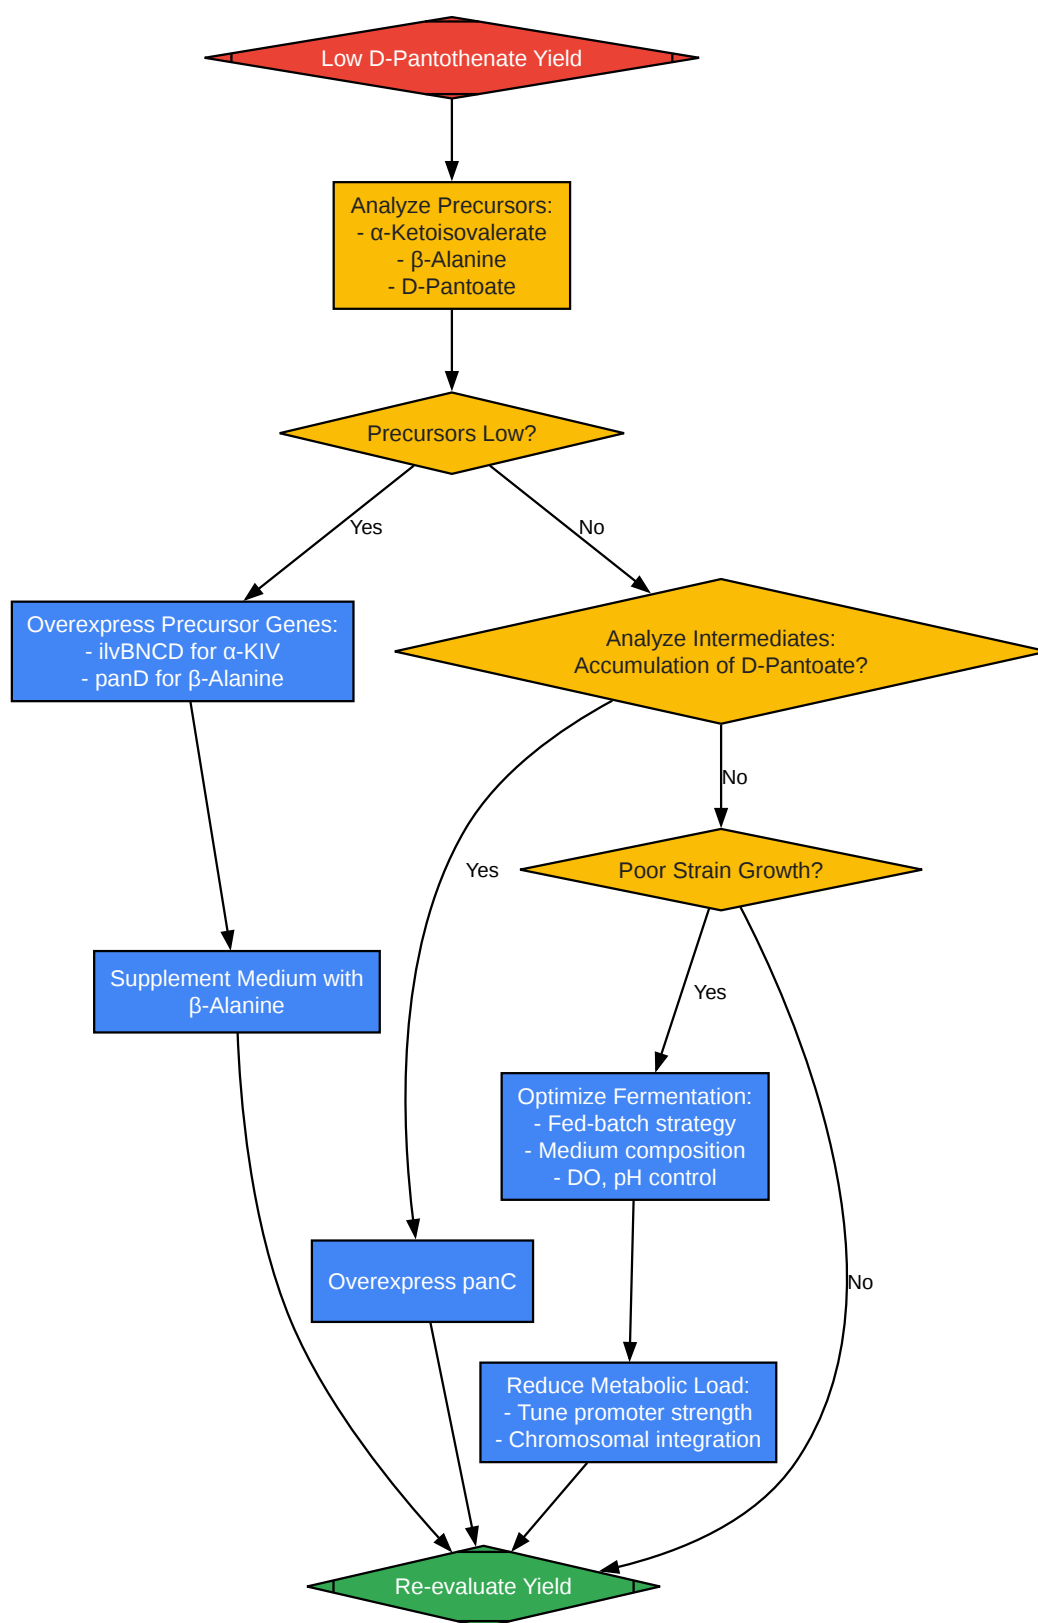 Low D-Pantothenate Yield
Analyze Precursors:
- α-Ketoisovalerate
- β-Alanine
- D-Pantoate
Precursors Low?
Yes
No
Overexpress Precursor Genes:
- ilvBNCD for α-KIV
- panD for β-Alanine
Analyze Intermediates:
Accumulation of D-Pantoate?
No
Yes
Poor Strain Growth?
Supplement Medium with
β-Alanine
Yes
Optimize Fermentation:
- Fed-batch strategy
- Medium composition
- DO, pH control
Overexpress panC
No
Reduce Metabolic Load:
- Tune promoter strength
- Chromosomal integration
Re-evaluate Yield